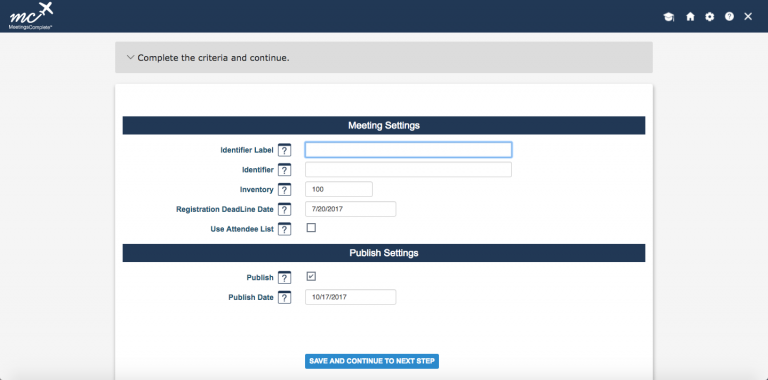 mc
MeetingsComplete
Complete the criteria and continue.
Meeting Settings
Identifier Label ?
Identifier ?
Inventory ? 100
Registration DeadLine Date ? 7/20/2017
Use Attendee List ?
Publish Settings
Publish ?
Publish Date ? 10/17/2017
SAVE AND CONTINUE TO NEXT STEP